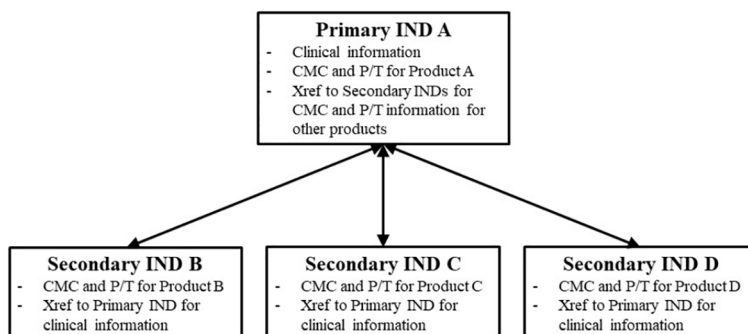 Primary IND A
- Clinical information
- CMC and P/T for Product A
- Xref to Secondary INDs for
CMC and P/T information for
other products
Secondary IND B
- CMC and P/T for Product B
- Xref to Primary IND for
clinical information
Secondary IND C
- CMC and P/T for Product C
- Xref to Primary IND for
clinical information
Secondary IND D
- CMC and P/T for Product D
- Xref to Primary IND for
clinical information